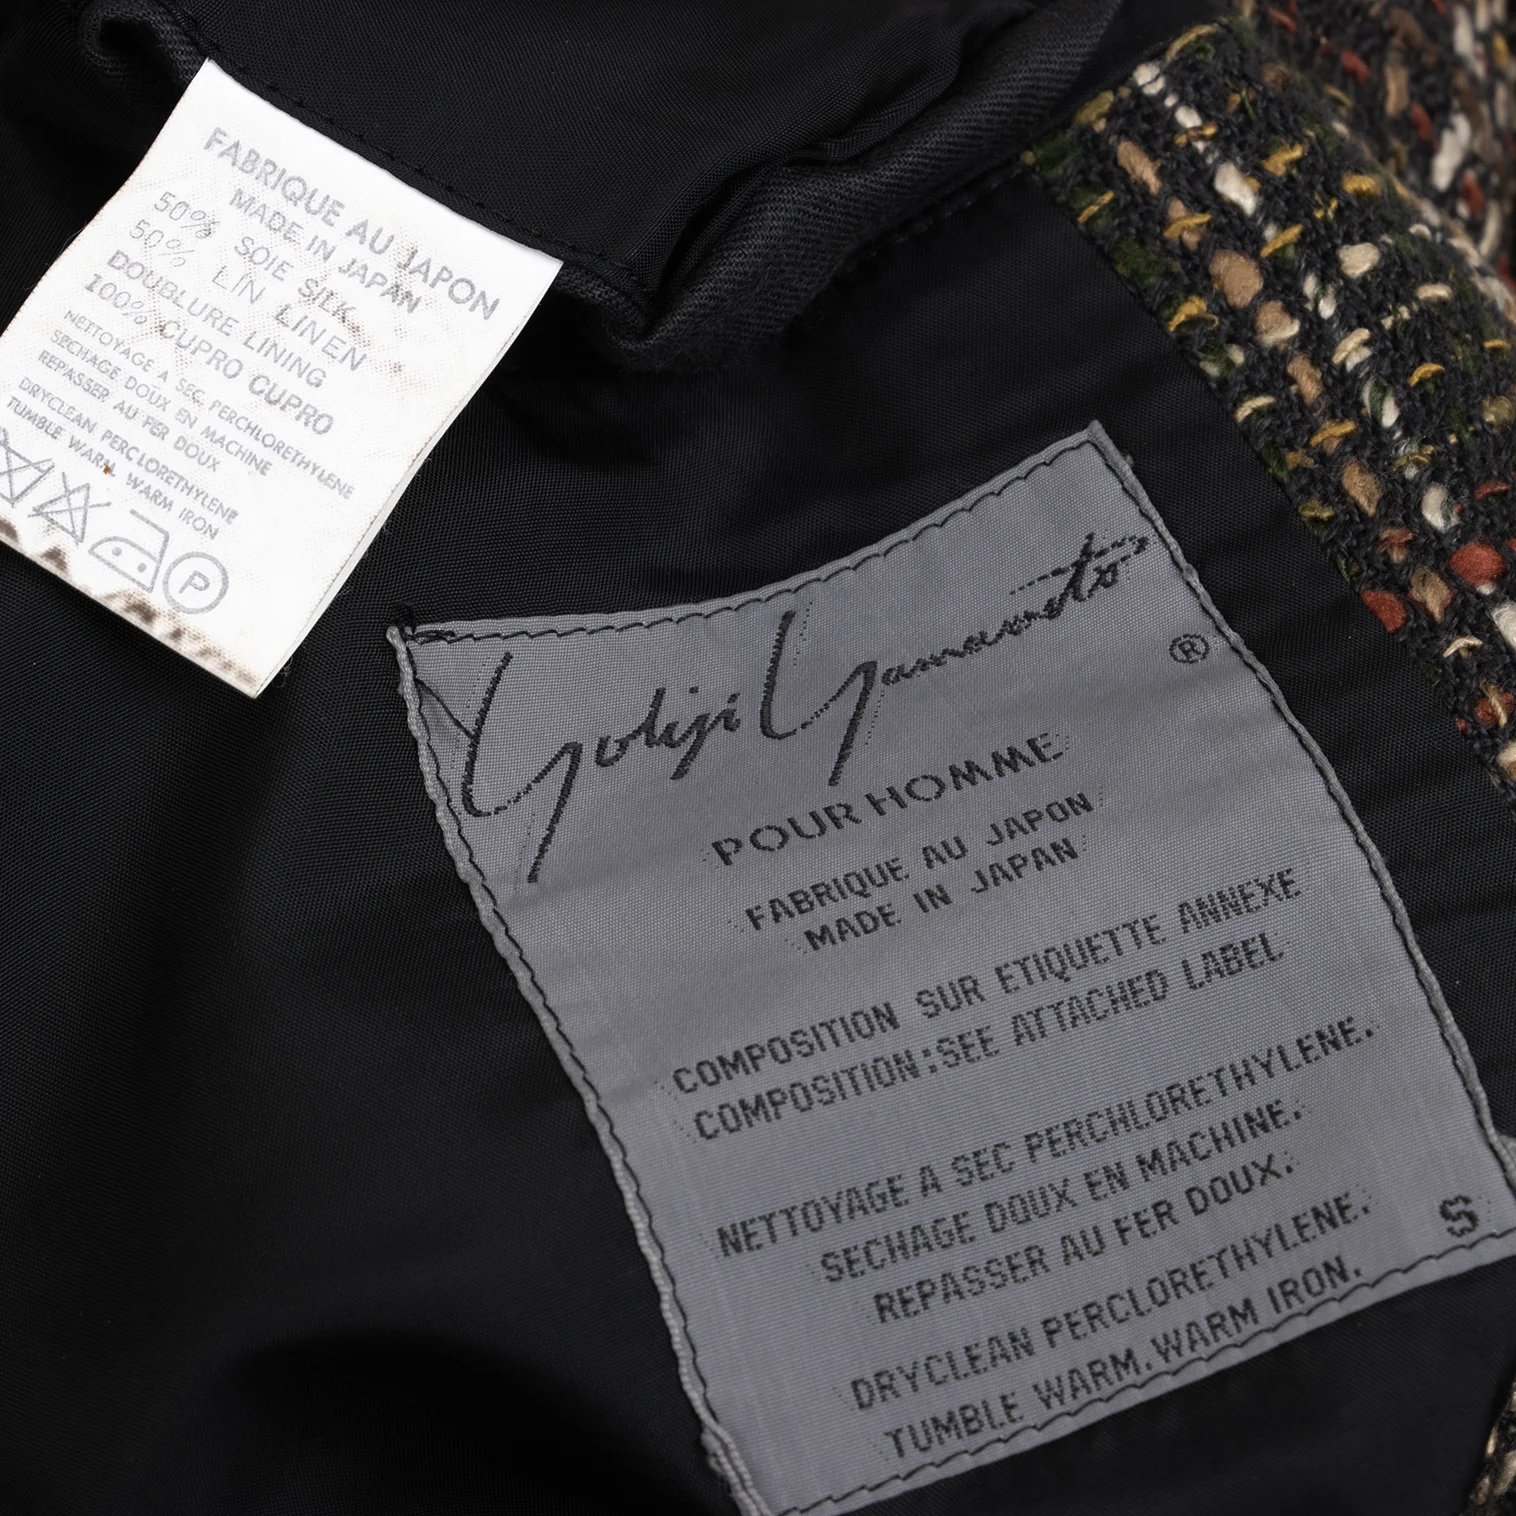 FABRIQUE AU JAPON
MADE IN JAPAN
50% SOIE SILK
50% LIN LINEN
DOUBLURE LINING
100% CUPRO CUPRO
NETTOYAGE A SEC PERCHLORETHYLENE
SECHAGE DOUX EN MACHINE
REPASSER AU FER DOUX
DRYCLEAN PERCLORETHYLENE
TUMBLE WARM, WARM IRON
P
Yohji Yamamoto ®
POUR HOMME
FABRIQUE AU JAPON
MADE IN JAPAN
COMPOSITION SUR ETIQUETTE ANNEXE
COMPOSITION:SEE ATTACHED LABEL
NETTOYAGE A SEC PERCHLORETHYLENE.
SECHAGE DOUX EN MACHINE.
REPASSER AU FER DOUX.
DRYCLEAN PERCLORETHYLENE.
TUMBLE WARM. WARM IRON.
S